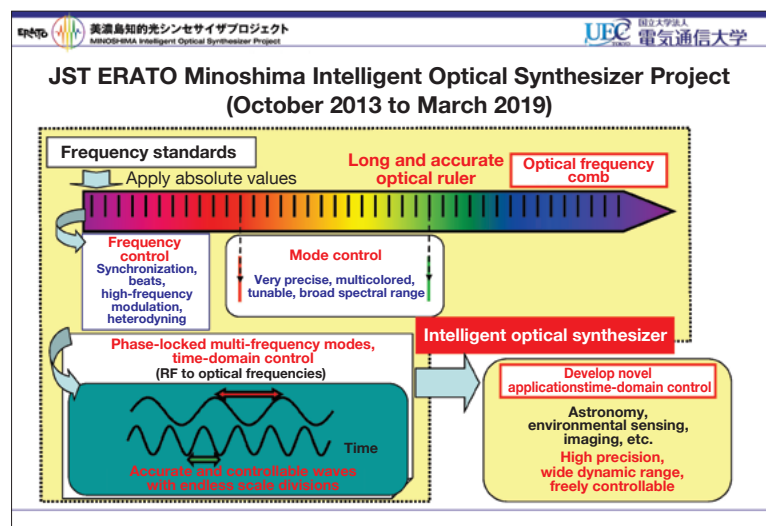 ERATO
美濃島知的光シンセサイザプロジェクト
MINOSHIMA Intelligent Optical Synthesizer Project
UEC
TOKYO
国立大学法人
電気通信大学
JST ERATO Minoshima Intelligent Optical Synthesizer Project
(October 2013 to March 2019)
Frequency standards
Apply absolute values
Long and accurate
optical ruler
Optical frequency
comb
Frequency
control
Synchronization,
beats,
high-frequency
modulation,
heterodyning
Mode control
Very precise, multicolored,
tunable, broad spectral range
Phase-locked multi-frequency modes,
time-domain control
(RF to optical frequencies)
Time
Accurate and controllable waves
with endless scale divisions
Intelligent optical synthesizer
Develop novel
applicationstime-domain control
Astronomy,
environmental sensing,
imaging, etc.
High precision,
wide dynamic range,
freely controllable